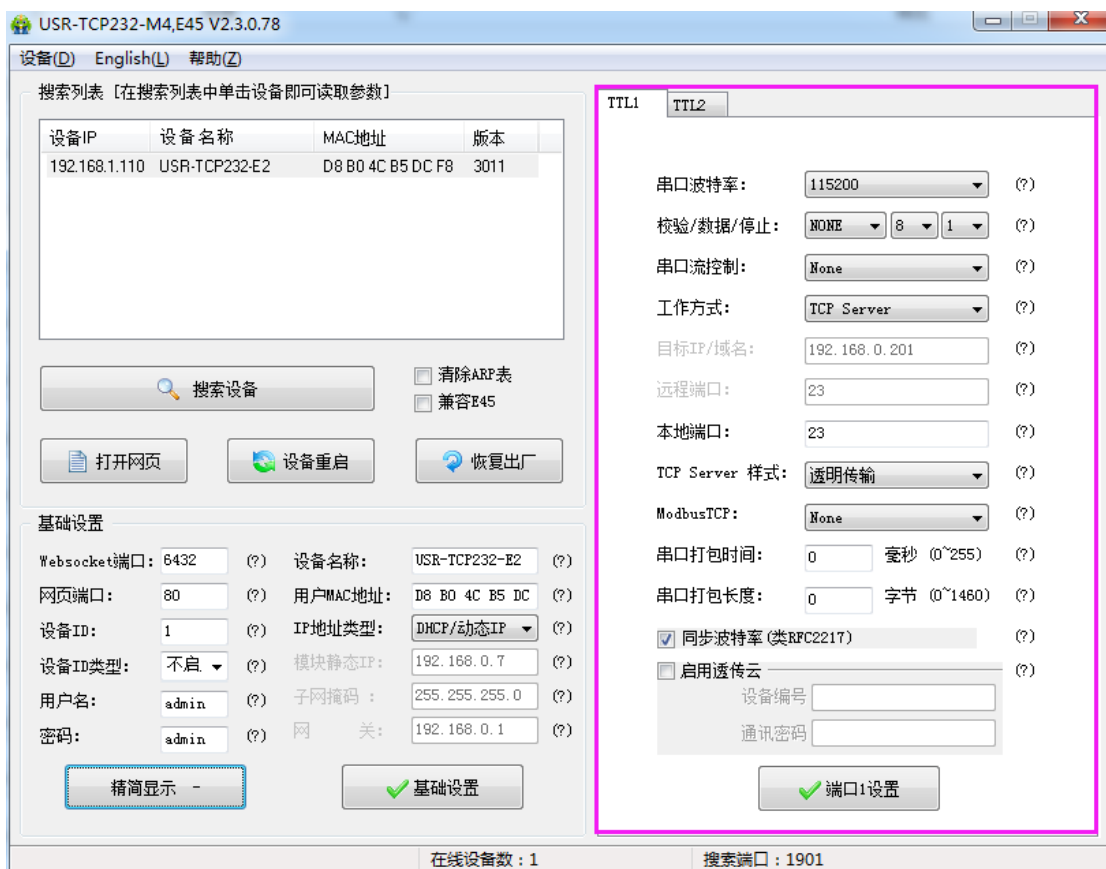 USR-TCP232-M4,E45 V2.3.0.78
设备(D) English(L) 帮助(Z)
搜索列表 [在搜索列表中单击设备即可读取参数]
设备IP 设备名称 MAC地址 版本
192.168.1.110 USR-TCP232-E2 D8 B0 4C B5 DC F8 3011
搜索设备
清除ARP表
兼容E45
打开网页 设备重启 恢复出厂
基础设置
Websocket端口: 6432 (?) 设备名称: USR-TCP232-E2 (?)
网页端口: 80 (?) 用户MAC地址: D8 B0 4C B5 DC (?)
设备ID: 1 (?) IP地址类型: DHCP/动态IP (?)
设备ID类型: 不启. (?) 模块静态IP: 192.168.0.7 (?)
用户名: admin (?) 子网掩码 : 255.255.255.0 (?)
密码: admin (?) 网 关: 192.168.0.1 (?)
精简显示 - 基础设置
TTL1 TTL2
串口波特率: 115200 (?)
校验/数据/停止: NONE 8 1 (?)
串口流控制: None (?)
工作方式: TCP Server (?)
目标IP/域名: 192.168.0.201 (?)
远程端口: 23 (?)
本地端口: 23 (?)
TCP Server 样式: 透明传输 (?)
ModbusTCP: None (?)
串口打包时间: 0 毫秒 (0~255) (?)
串口打包长度: 0 字节 (0~1460) (?)
同步波特率(类RFC2217) (?)
启用透传云 (?)
设备编号
通讯密码
端口1设置
在线设备数:1 搜索端口:1901